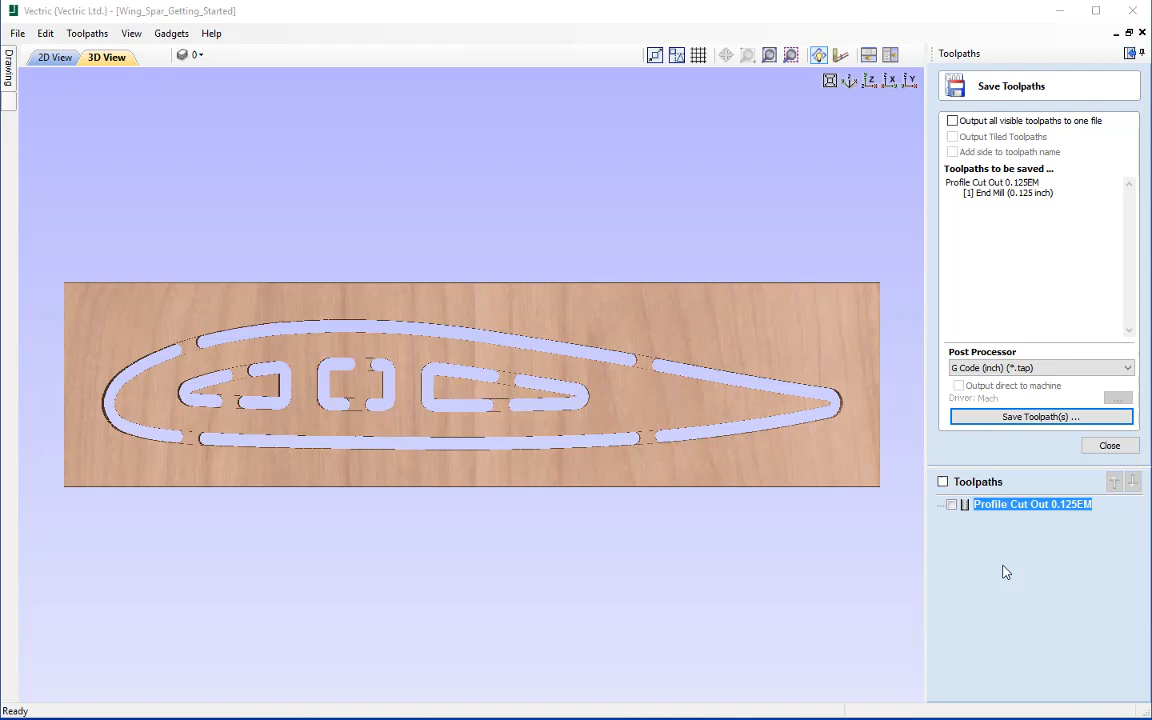 Vectric {Vectric Ltd.} - [Wing_Spar_Getting_Started]
File Edit Toolpaths View Gadgets Help
Drawing
2D View 3D View 0
Z X Y
Toolpaths
Save Toolpaths
Output all visible toolpaths to one file
Output Tiled Toolpaths
Add side to toolpath name
Toolpaths to be saved ...
Profile Cut Out 0.125EM
[1] End Mill (0.125 inch)
Post Processor
G Code (inch) (*.tap)
Output direct to machine
Driver: Mach
...
Save Toolpath(s) ...
Close
Toolpaths
Profile Cut Out 0.125EM
Ready